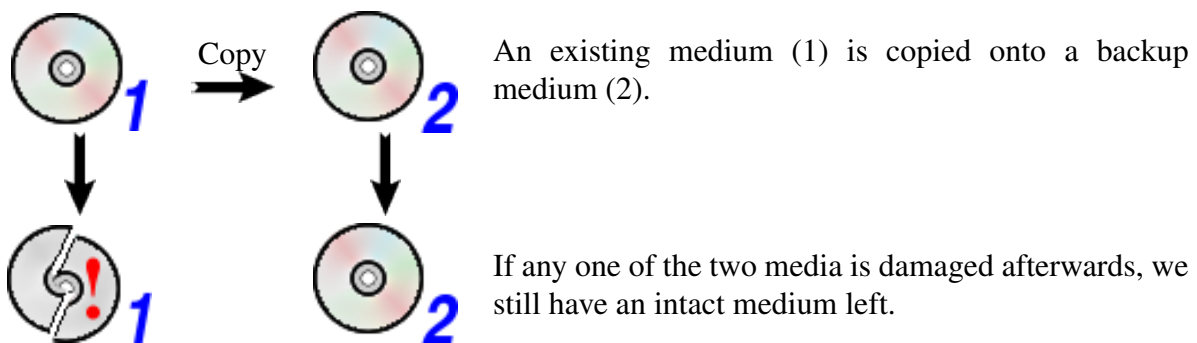 Copy
1
2
An existing medium (1) is copied onto a backup
medium (2).
!
1
2
If any one of the two media is damaged afterwards, we
still have an intact medium left.